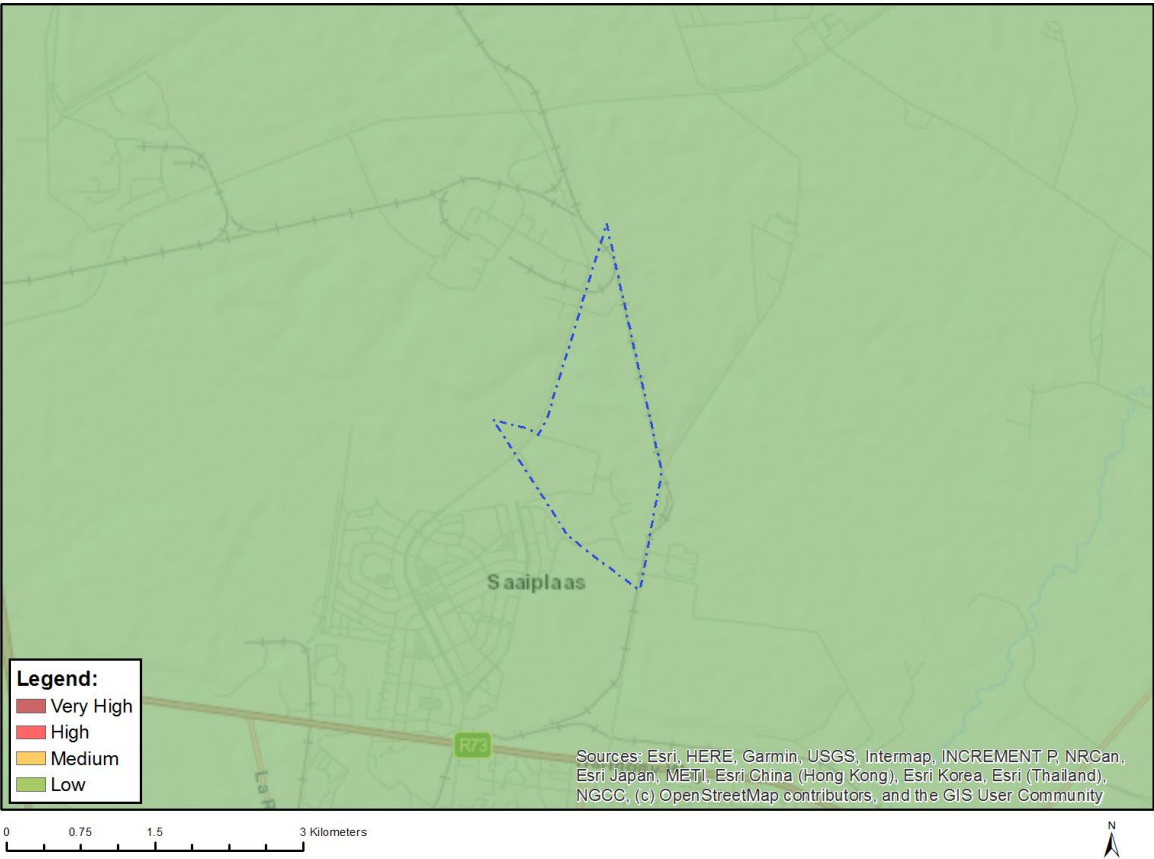 Saaiplaas
Legend:
Very High
High
Medium
Low
R73
La R
Sources: Esri, HERE, Garmin, USGS, Intermap, INCREMENT P, NRCan,
Esri Japan, METI, Esri China (Hong Kong), Esri Korea, Esri (Thailand),
NGCC, (c) OpenStreetMap contributors, and the GIS User Community
0 0.75 1.5 3 Kilometers
N